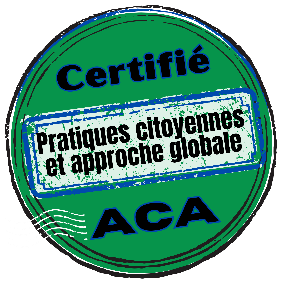 Certifié
Pratiques citoyennes
et approche globale
ACA